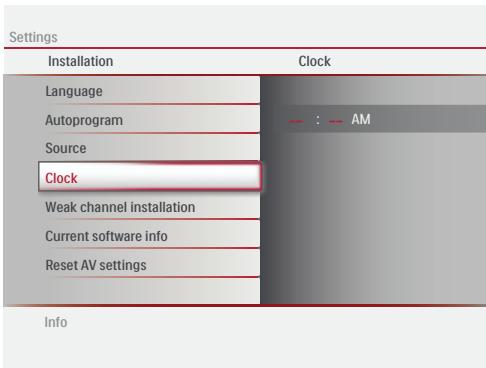 Settings
Installation Clock
Language
Autoprogram -- : -- AM
Source
Clock
Weak channel installation
Current software info
Reset AV settings
Info